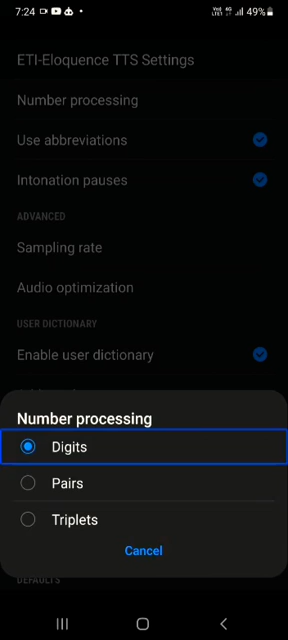 7:24
49%
ETI-Eloquence TTS Settings
Number processing
Use abbreviations
Intonation pauses
ADVANCED
Sampling rate
Audio optimization
USER DICTIONARY
Enable user dictionary
Number processing
Digits
Pairs
Triplets
Cancel
DEFAULTS